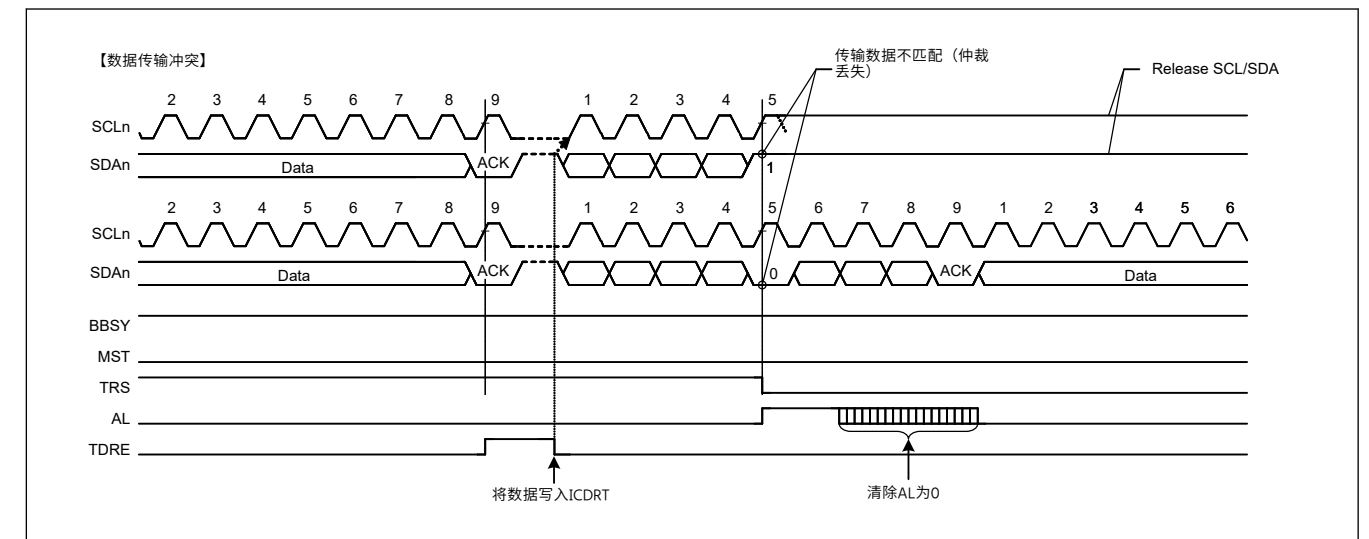 【数据传输冲突】
传输数据不匹配（仲裁
丢失）
Release SCL/SDA
2 3 4 5 6 7 8 9 1 2 3 4 5
SCLn
SDAn Data ACK 1
2 3 4 5 6 7 8 9 1 2 3 4 5 6 7 8 9 1 2 3 4 5 6
SCLn
SDAn Data ACK 0 ACK Data
BBSY
MST
TRS
AL
TDRE
将数据写入ICDRT
清除AL为0